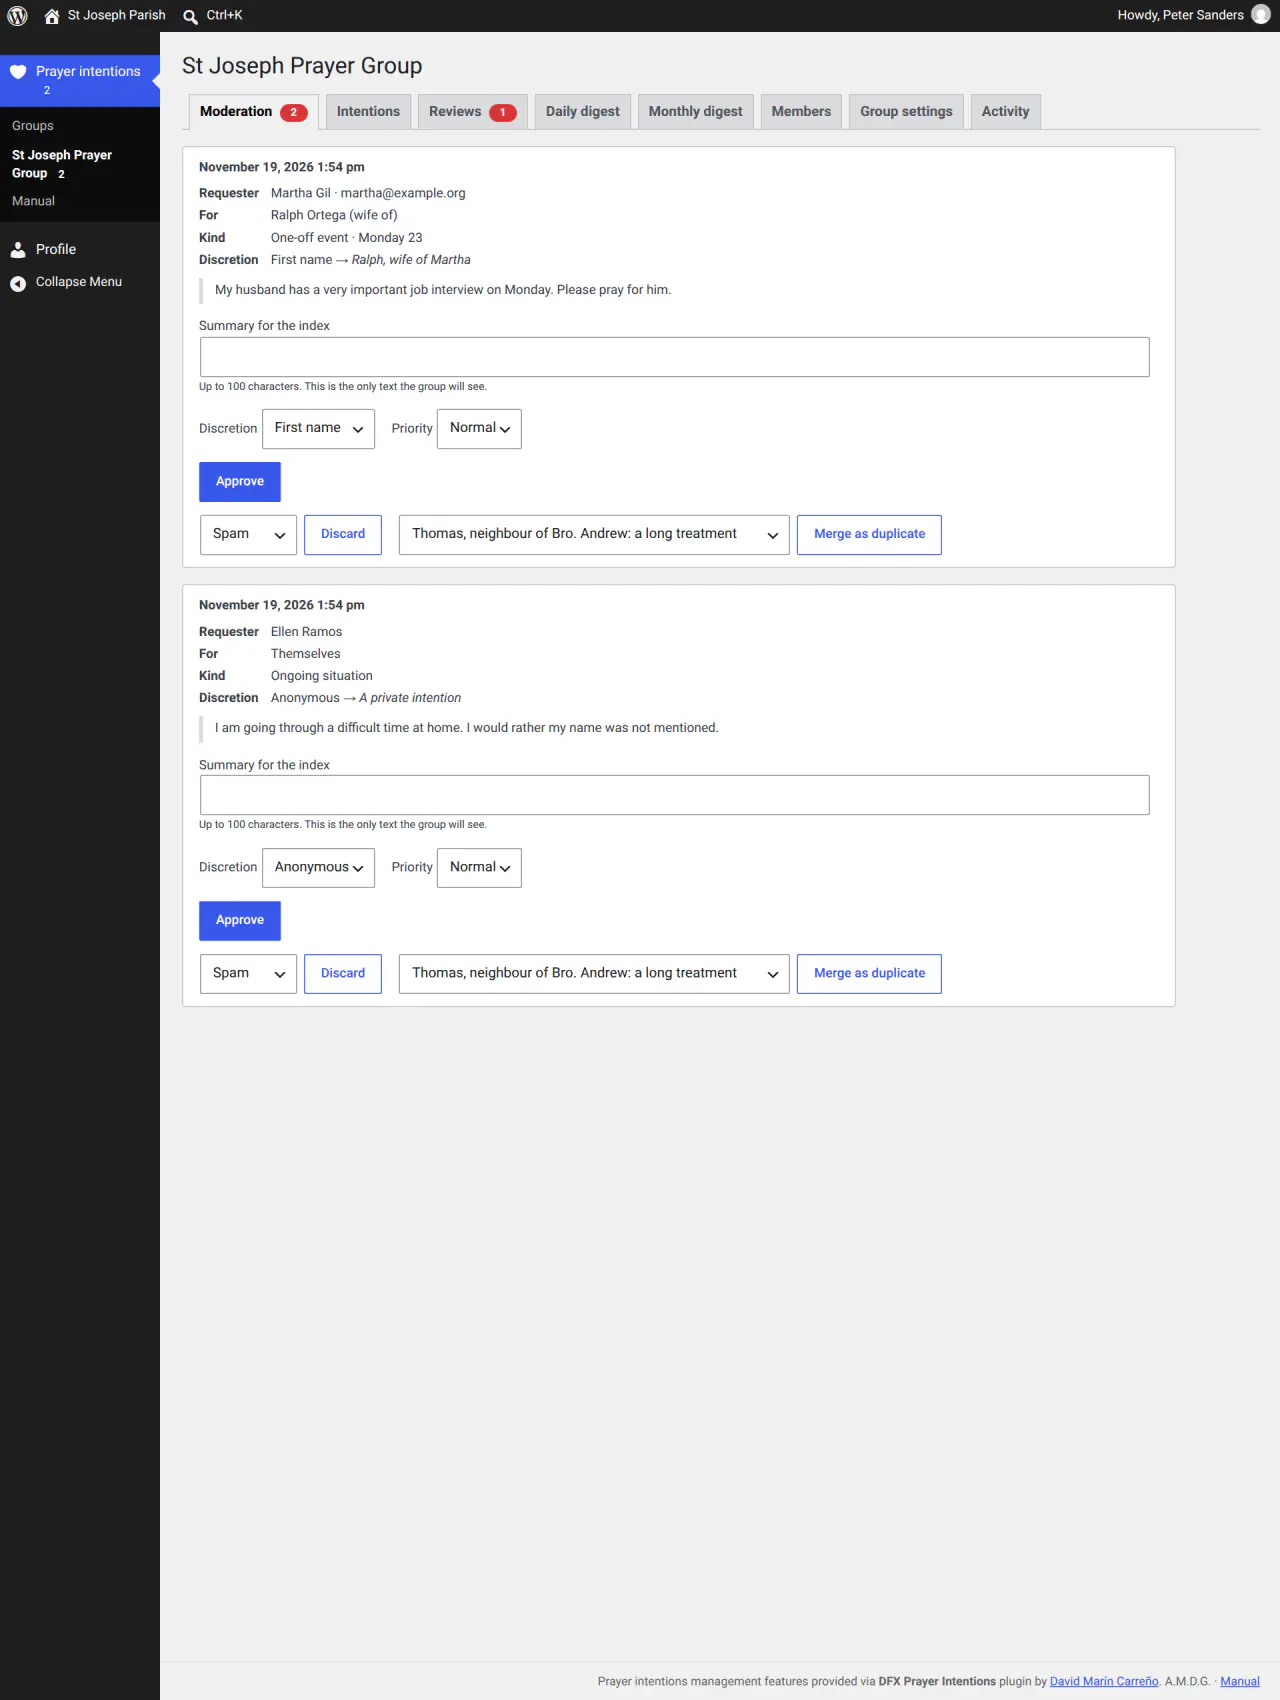 St Joseph Parish Ctrl+K Howdy, Peter Sanders
Prayer intentions
2
Groups
St Joseph Prayer
Group 2
Manual
Profile
Collapse Menu
St Joseph Prayer Group
Moderation 2 Intentions Reviews 1 Daily digest Monthly digest Members Group settings Activity
November 19, 2026 1:54 pm
Requester Martha Gil · martha@example.org
For Ralph Ortega (wife of)
Kind One-off event · Monday 23
Discretion First name → Ralph, wife of Martha
My husband has a very important job interview on Monday. Please pray for him.
Summary for the index
Up to 100 characters. This is the only text the group will see.
Discretion First name Priority Normal
Approve
Spam Discard Thomas, neighbour of Bro. Andrew: a long treatment Merge as duplicate
November 19, 2026 1:54 pm
Requester Ellen Ramos
For Themselves
Kind Ongoing situation
Discretion Anonymous → A private intention
I am going through a difficult time at home. I would rather my name was not mentioned.
Summary for the index
Up to 100 characters. This is the only text the group will see.
Discretion Anonymous Priority Normal
Approve
Spam Discard Thomas, neighbour of Bro. Andrew: a long treatment Merge as duplicate
Prayer intentions management features provided via DFX Prayer Intentions plugin by David Marín Carreño. A.M.D.G. · Manual